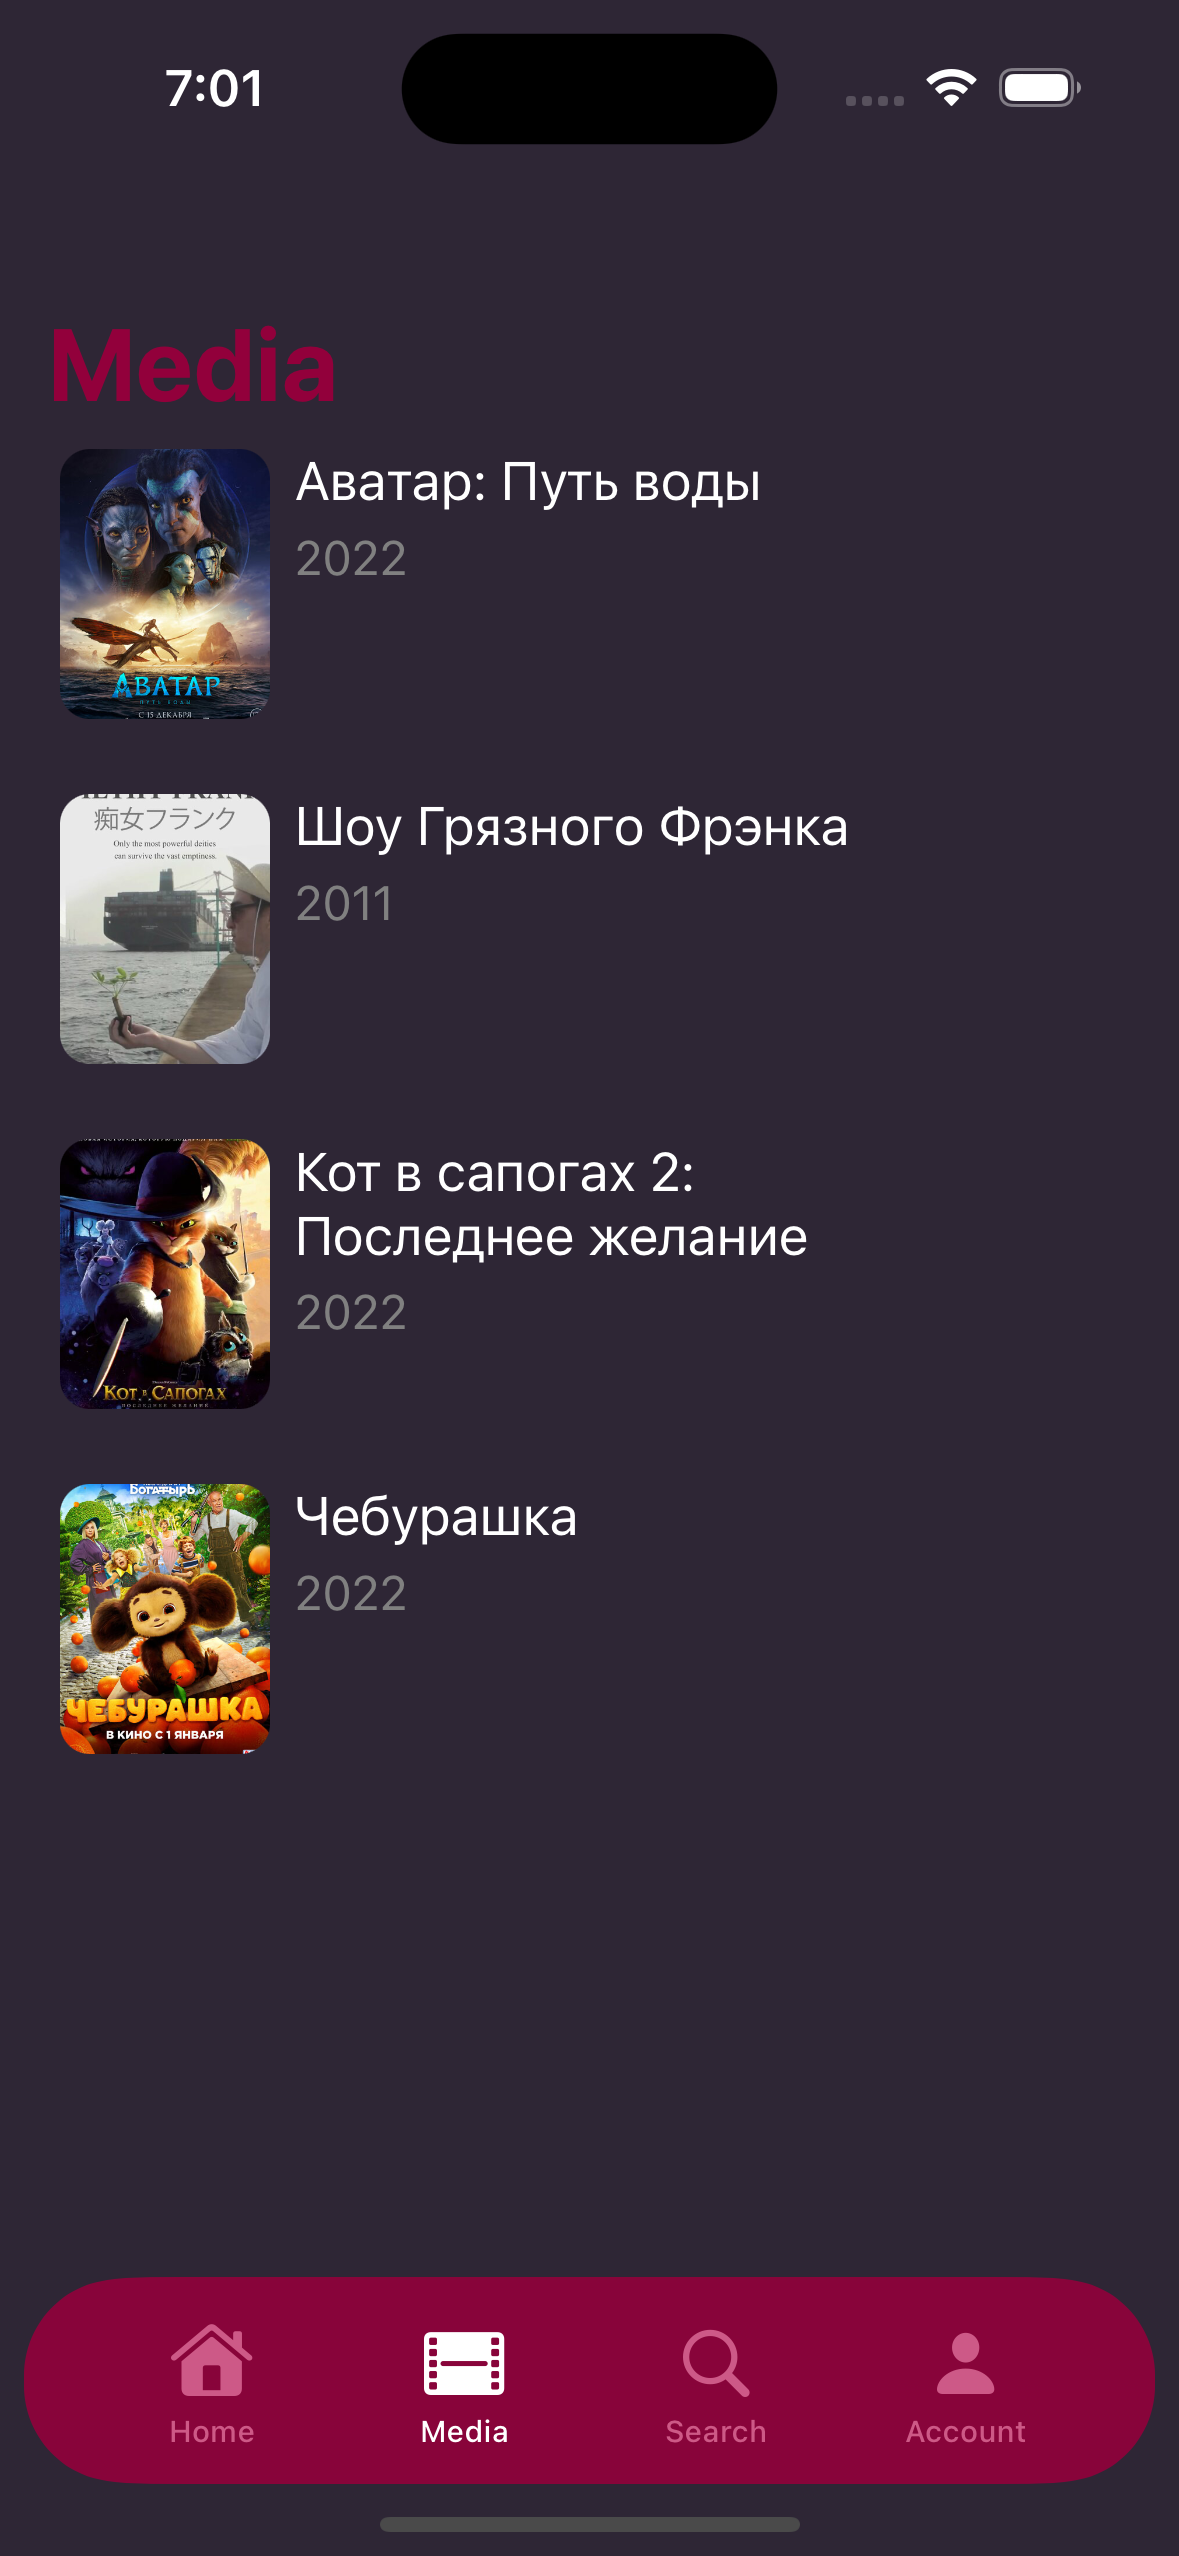 7:01
Media
Аватар: Путь воды
2022
АВАТАР
ПУТЬ ВОДЫ
С 15 ДЕКАБРЯ
痴女フランク
Only the most powerful deities
can survive the vast emptiness.
Шоу Грязного Фрэнка
2011
Кот в сапогах 2:
Последнее желание
2022
КОТ В САПОГАХ
Чебурашка
2022
БОГАТЫРЬ
ЧЕБУРАШКА
В КИНО С 1 ЯНВАРЯ
Home
Media
Search
Account